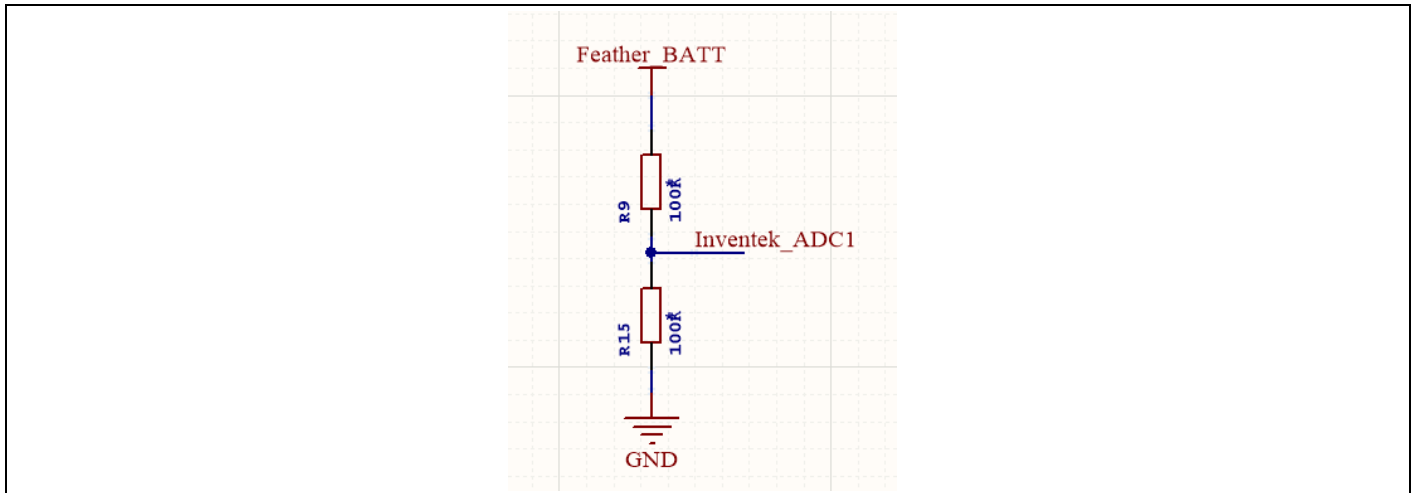 Feather_BATT
R9
100K
Inventek_ADC1
R15
100K
GND